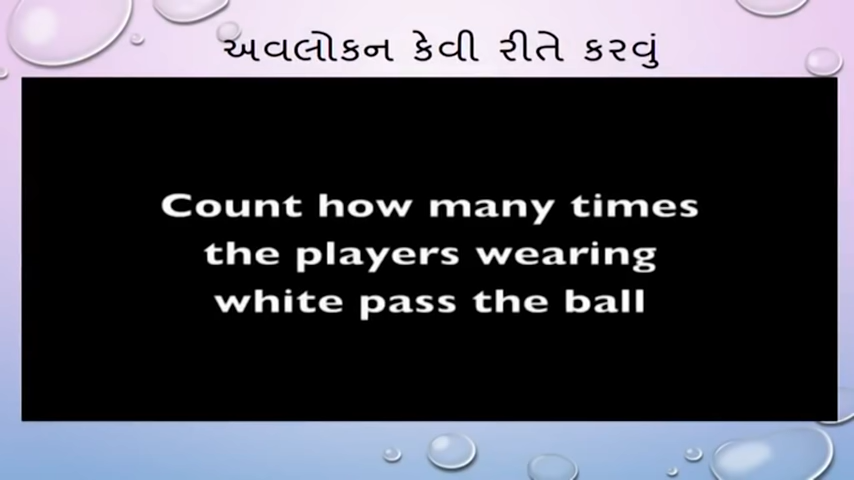 અવલોકન કેવી રીતે કરવું
Count how many times
the players wearing
white pass the ball